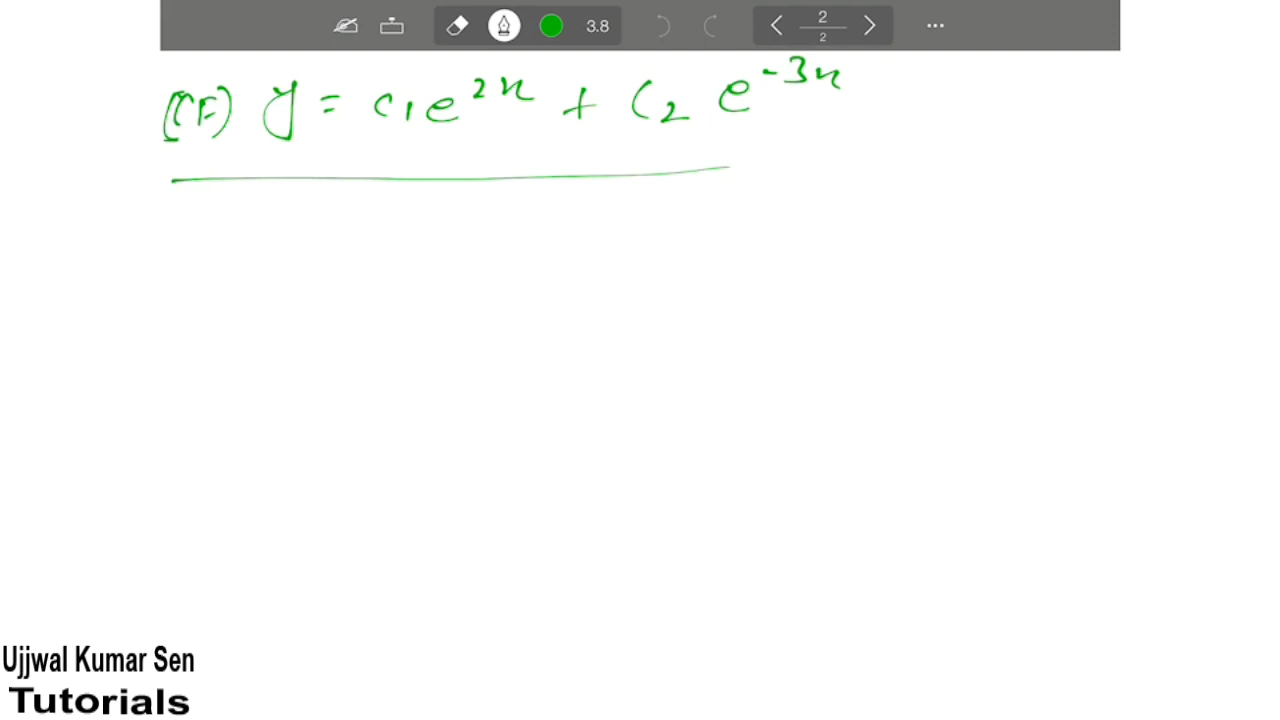 3.8
2
2
(CF) y = c₁e^{2x} + C₂ e^{-3x}
Ujjwal Kumar Sen
Tutorials